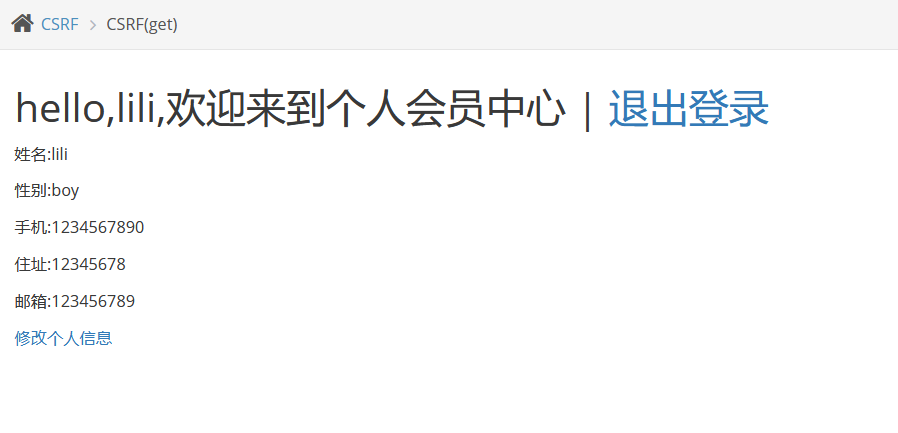 CSRF > CSRF(get)
hello,lili,欢迎来到个人会员中心 | 退出登录
姓名:lili
性别:boy
手机:1234567890
住址:12345678
邮箱:123456789
修改个人信息